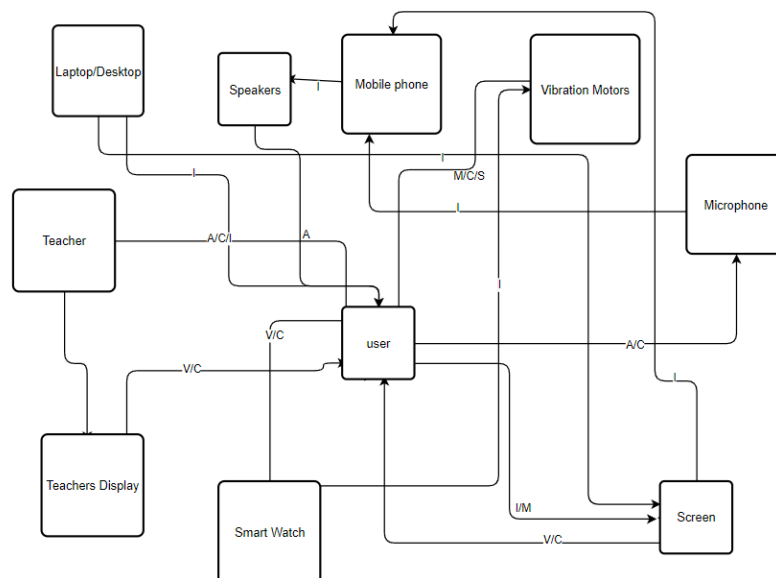 Laptop/Desktop
Speakers
Mobile phone
Vibration Motors
I
I
I
M/C/S
Microphone
I
Teacher
A/C/I
A
I
V/C
user
A/C
V/C
I
Teachers Display
I/M
Smart Watch
Screen
V/C